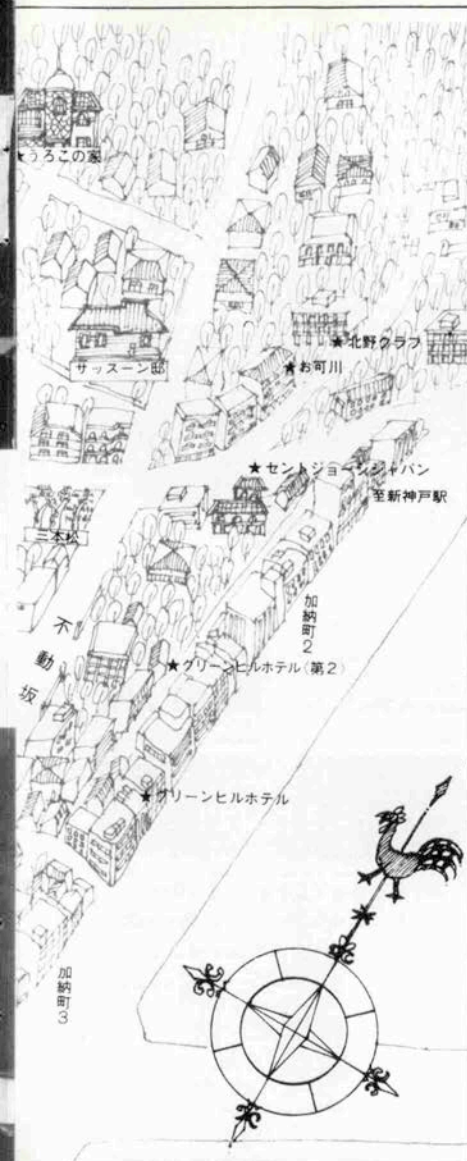 ★うろこの家
サッスーン邸
★北野クラブ
★お可川
★セントジョージジャパン
至新神戸駅
三本松
加納町2
不動坂
★グリーンヒルホテル(第2)
★グリーンヒルホテル
加納町3